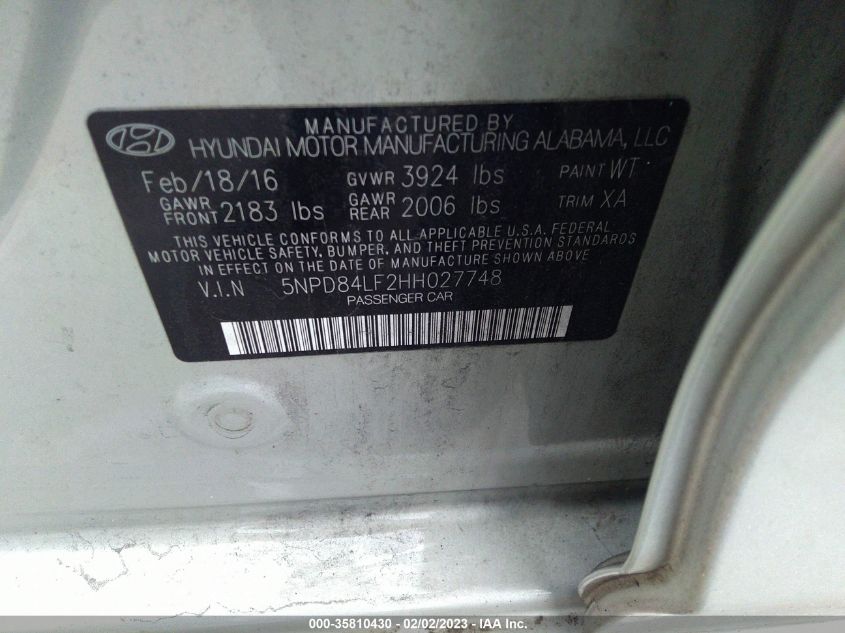 MANUFACTURED BY
HYUNDAI MOTOR MANUFACTURING ALABAMA, LLC
Feb/18/16 GVWR 3924 lbs PAINT WT
GAWR FRONT 2183 lbs GAWR REAR 2006 lbs TRIM XA
THIS VEHICLE CONFORMS TO ALL APPLICABLE U.S.A. FEDERAL
MOTOR VEHICLE SAFETY, BUMPER, AND THEFT PREVENTION STANDARDS
IN EFFECT ON THE DATE OF MANUFACTURE SHOWN ABOVE
V.I.N 5NPD84LF2HH027748
PASSENGER CAR
000-35810430 - 02/02/2023 - © IAA Inc.